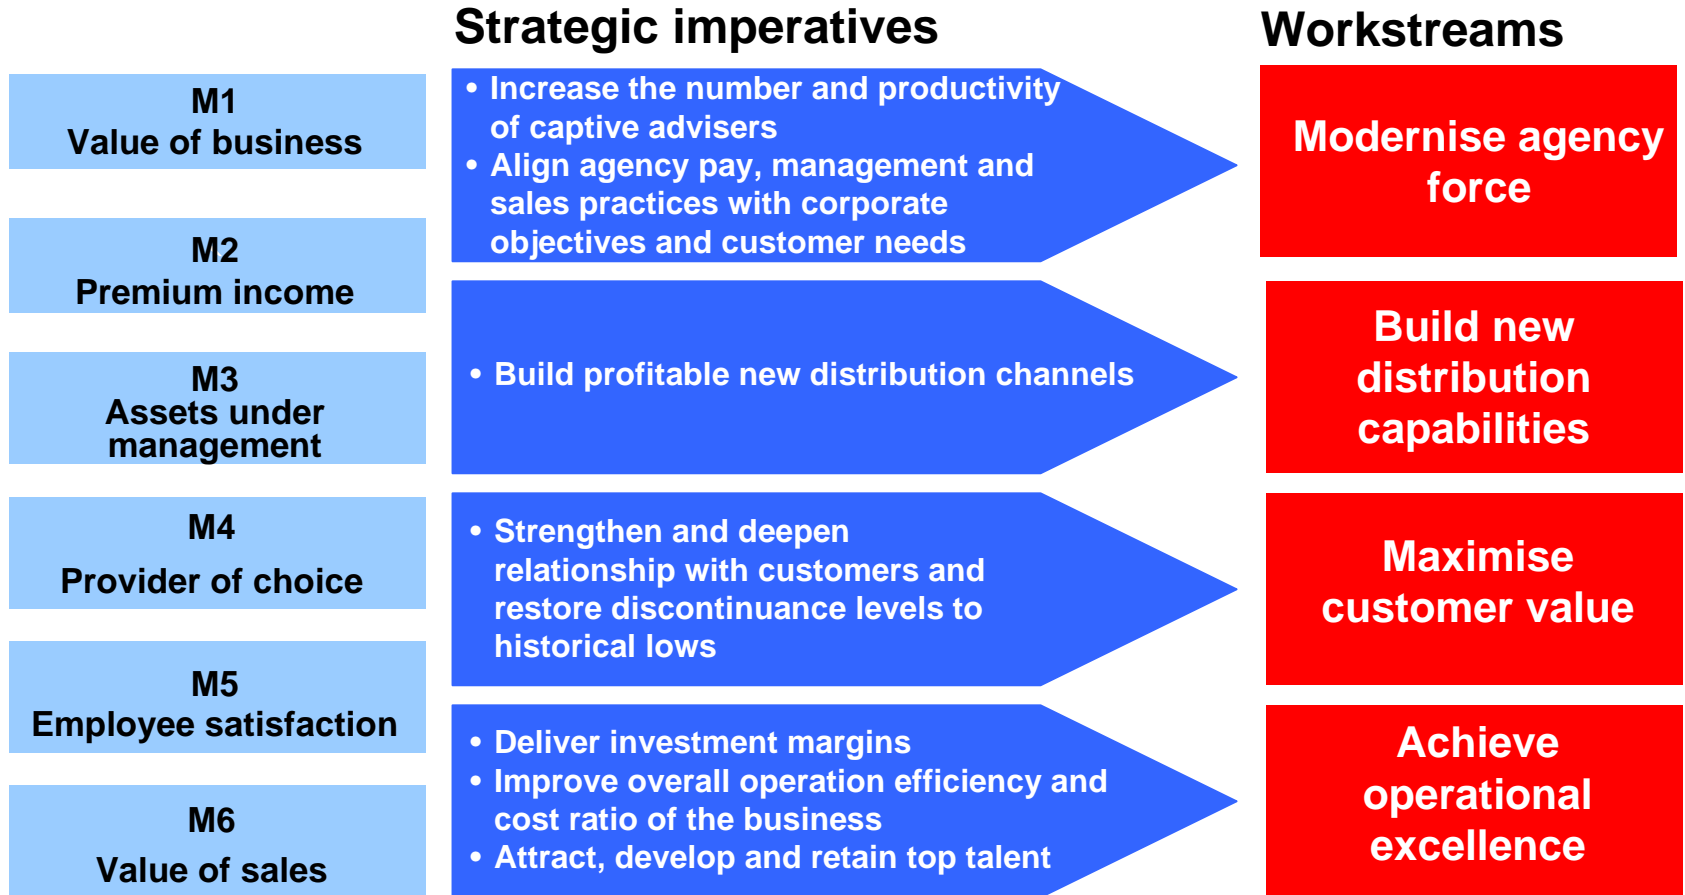 Strategic imperatives
Workstreams
M1
Value of business
M2
Premium income
M3
Assets under
management
M4
Provider of choice
M5
Employee satisfaction
M6
Value of sales
• Increase the number and productivity
of captive advisers
• Align agency pay, management and
sales practices with corporate
objectives and customer needs
Modernise agency
force
• Build profitable new distribution channels
Build new
distribution
capabilities
• Strengthen and deepen
relationship with customers and
restore discontinuance levels to
historical lows
Maximise
customer value
• Deliver investment margins
• Improve overall operation efficiency and
cost ratio of the business
• Attract, develop and retain top talent
Achieve
operational
excellence